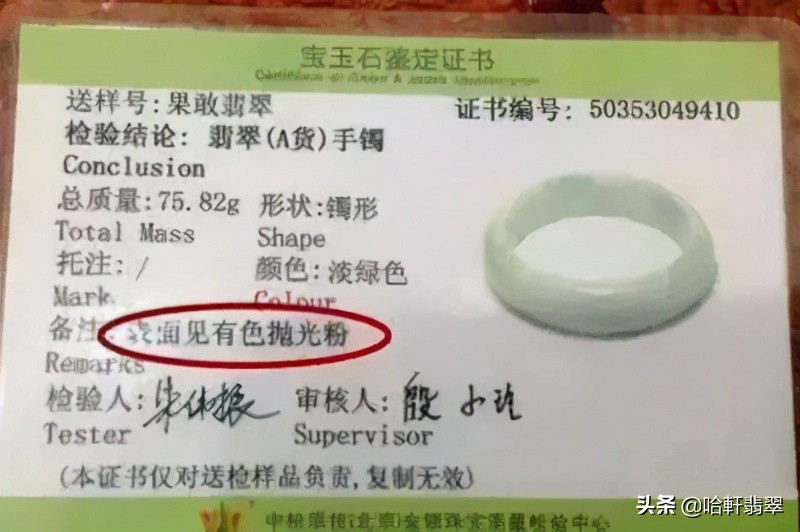 宝玉石鉴定证书
送样号:果敢翡翠
证书编号: 50353049410
检验结论: 翡翠(A货)手镯
Conclusion
总质量:75.82g 形状:镯形
Total Mass Shape
托注: / 颜色:淡绿色
Mark Colour
备注: 表面见有色抛光粉
Remarks
检验人: 审核人: 殷小玲
Tester Supervisor
(本证书仅对送检样品负责,复制无效)
头条 @哈軒翡翠